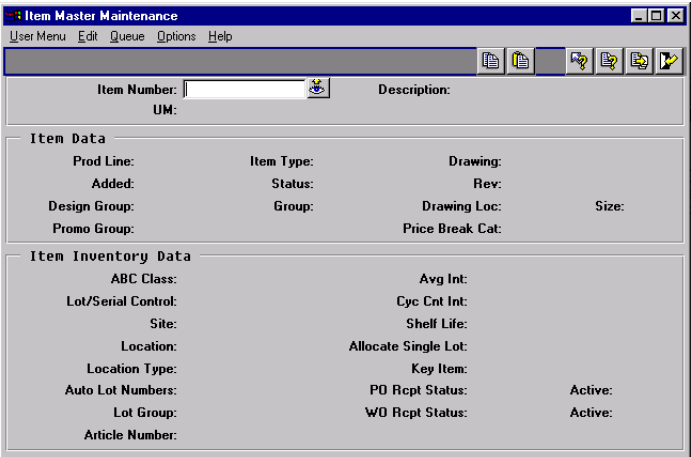 Item Master Maintenance
User Menu Edit Queue Options Help
Item Number: Description:
UM:
Item Data
Prod Line: Item Type: Drawing:
Added: Status: Rev:
Design Group: Group: Drawing Loc: Size:
Promo Group: Price Break Cat:
Item Inventory Data
ABC Class: Avg Int:
Lot/Serial Control: Cyc Cnt Int:
Site: Shelf Life:
Location: Allocate Single Lot:
Location Type: Key Item:
Auto Lot Numbers: PO Rcpt Status: Active:
Lot Group: WO Rcpt Status: Active:
Article Number: